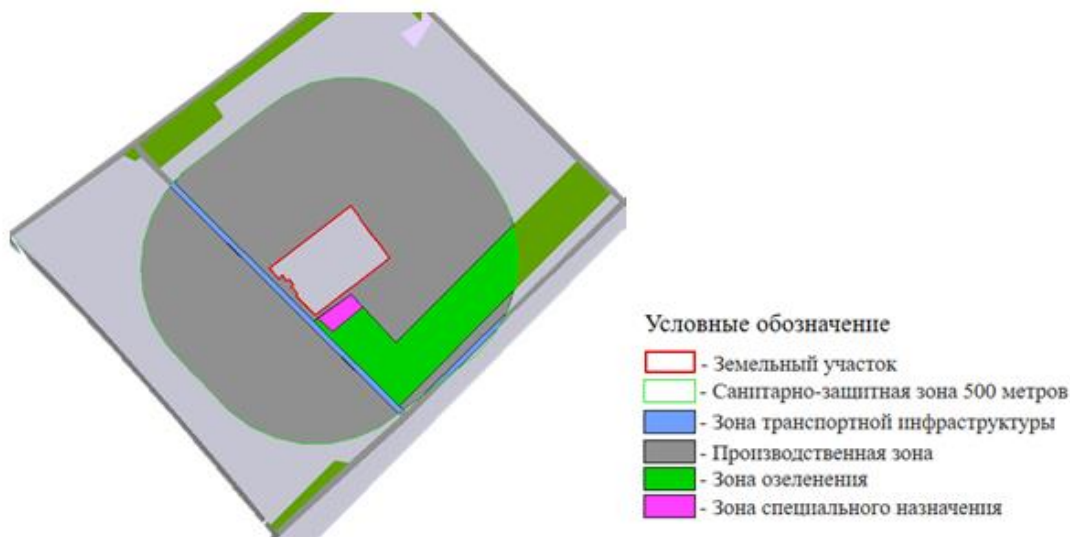 Условные обозначение
- Земельный участок
- Санитарно-защитная зона 500 метров
- Зона транспортной инфраструктуры
- Производственная зона
- Зона озеленения
- Зона специального назначения